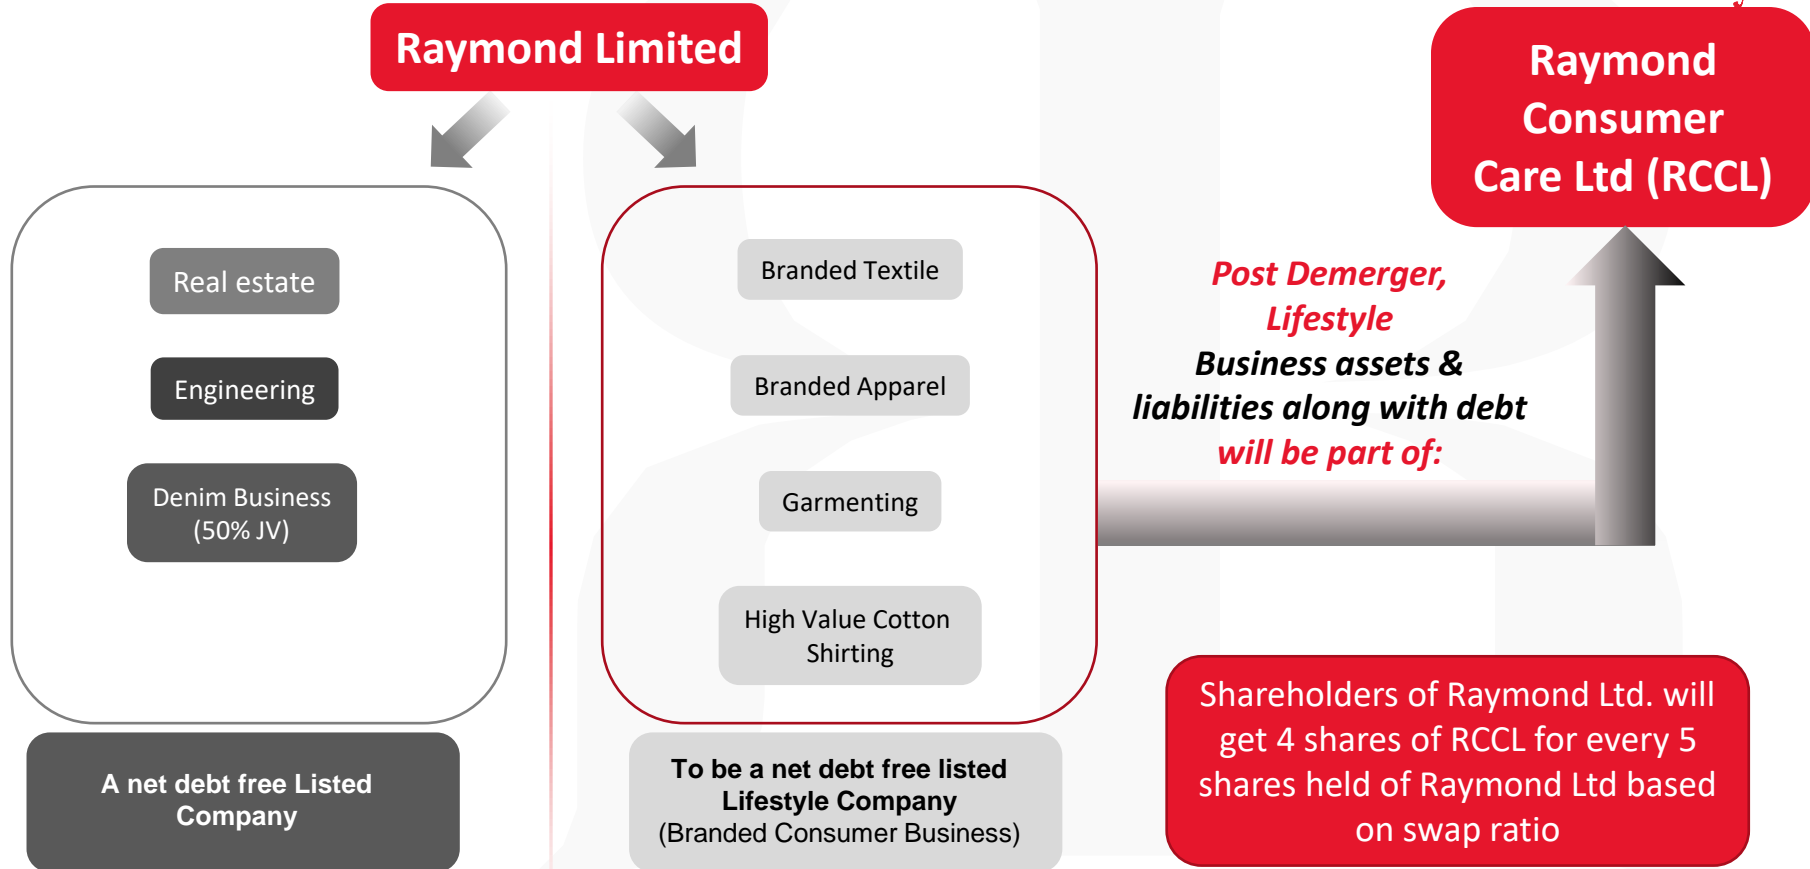 Raymond Limited
Raymond
Consumer
Care Ltd (RCCL)
Real estate
Engineering
Denim Business
(50% JV)
A net debt free Listed
Company
Branded Textile
Branded Apparel
Garmenting
High Value Cotton
Shirting
To be a net debt free listed
Lifestyle Company
(Branded Consumer Business)
Post Demerger,
Lifestyle
Business assets &
liabilities along with debt
will be part of:
Shareholders of Raymond Ltd. will
get 4 shares of RCCL for every 5
shares held of Raymond Ltd based
on swap ratio